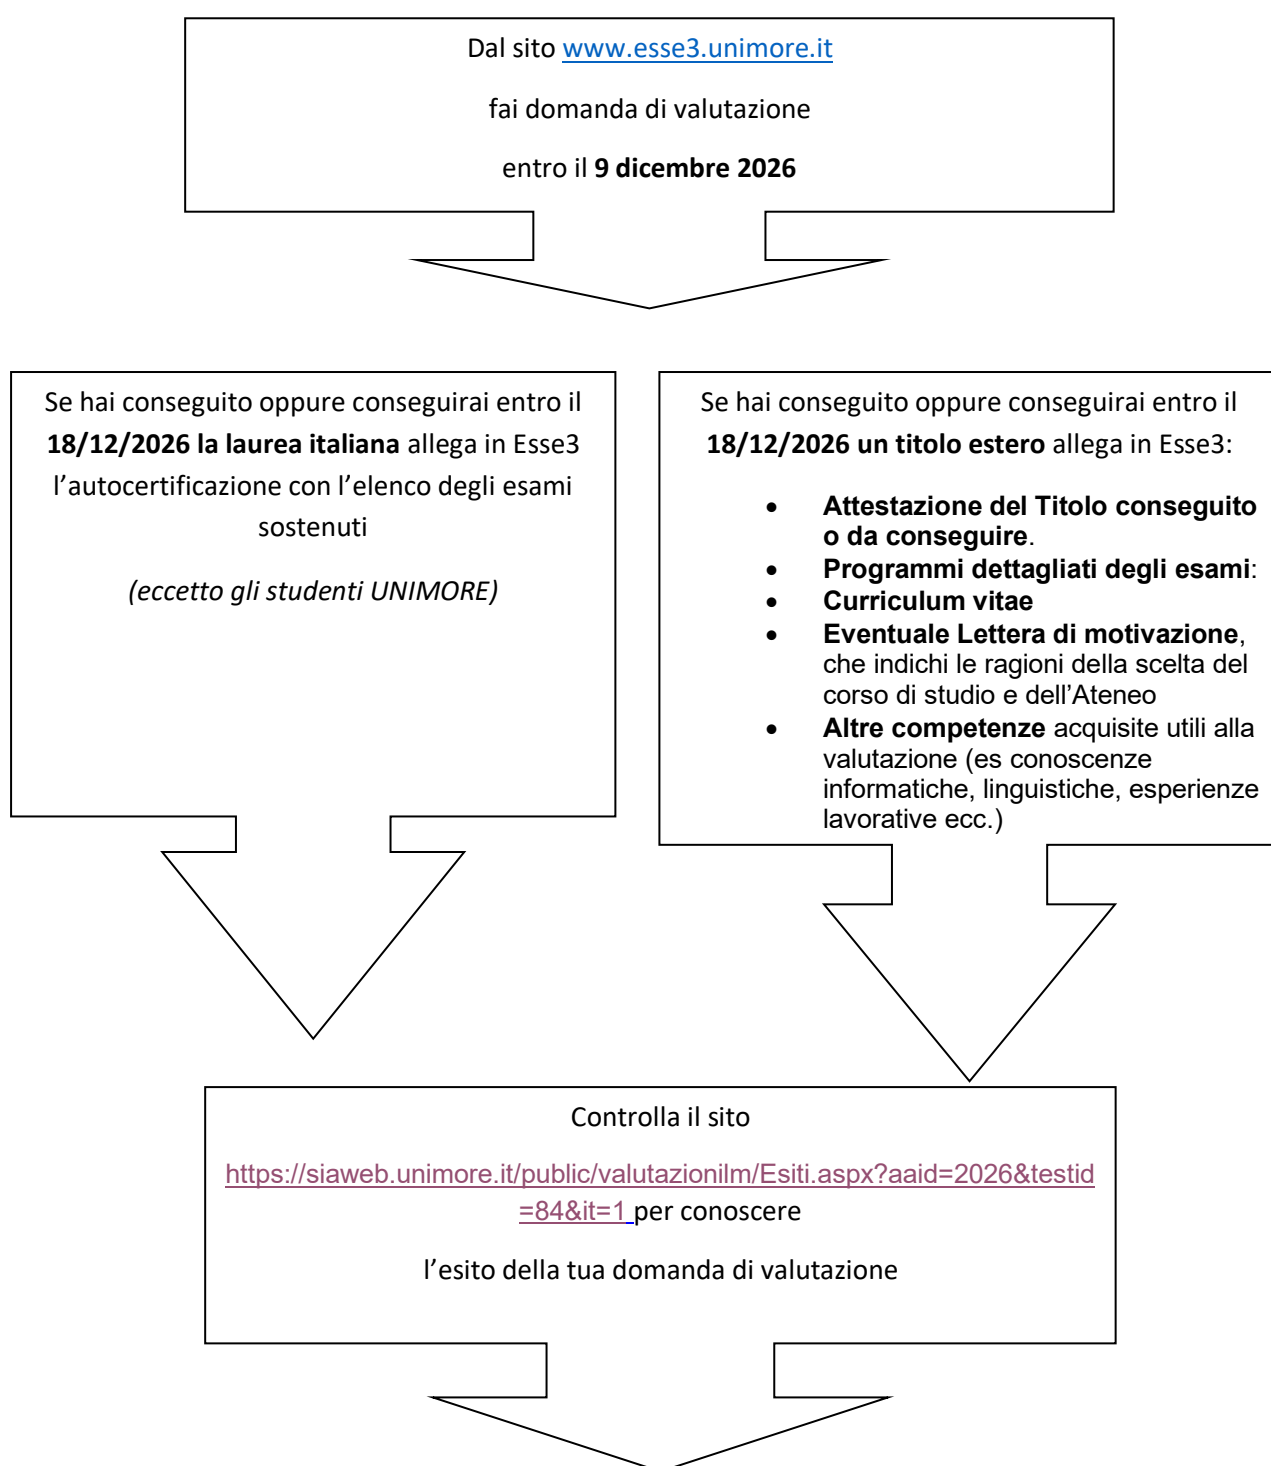 Dal sito www.esse3.unimore.it
fai domanda di valutazione
entro il 9 dicembre 2026
Se hai conseguito oppure conseguirai entro il
18/12/2026 la laurea italiana allega in Esse3
l’autocertificazione con l’elenco degli esami
sostenuti
(eccetto gli studenti UNIMORE)
Se hai conseguito oppure conseguirai entro il
18/12/2026 un titolo estero allega in Esse3:
• Attestazione del Titolo conseguito
o da conseguire.
• Programmi dettagliati degli esami:
• Curriculum vitae
• Eventuale Lettera di motivazione,
che indichi le ragioni della scelta del
corso di studio e dell’Ateneo
• Altre competenze acquisite utili alla
valutazione (es conoscenze
informatiche, linguistiche, esperienze
lavorative ecc.)
Controlla il sito
https://siaweb.unimore.it/public/valutazionilm/Esiti.aspx?aaid=2026&testid
=84&it=1 per conoscere
l’esito della tua domanda di valutazione